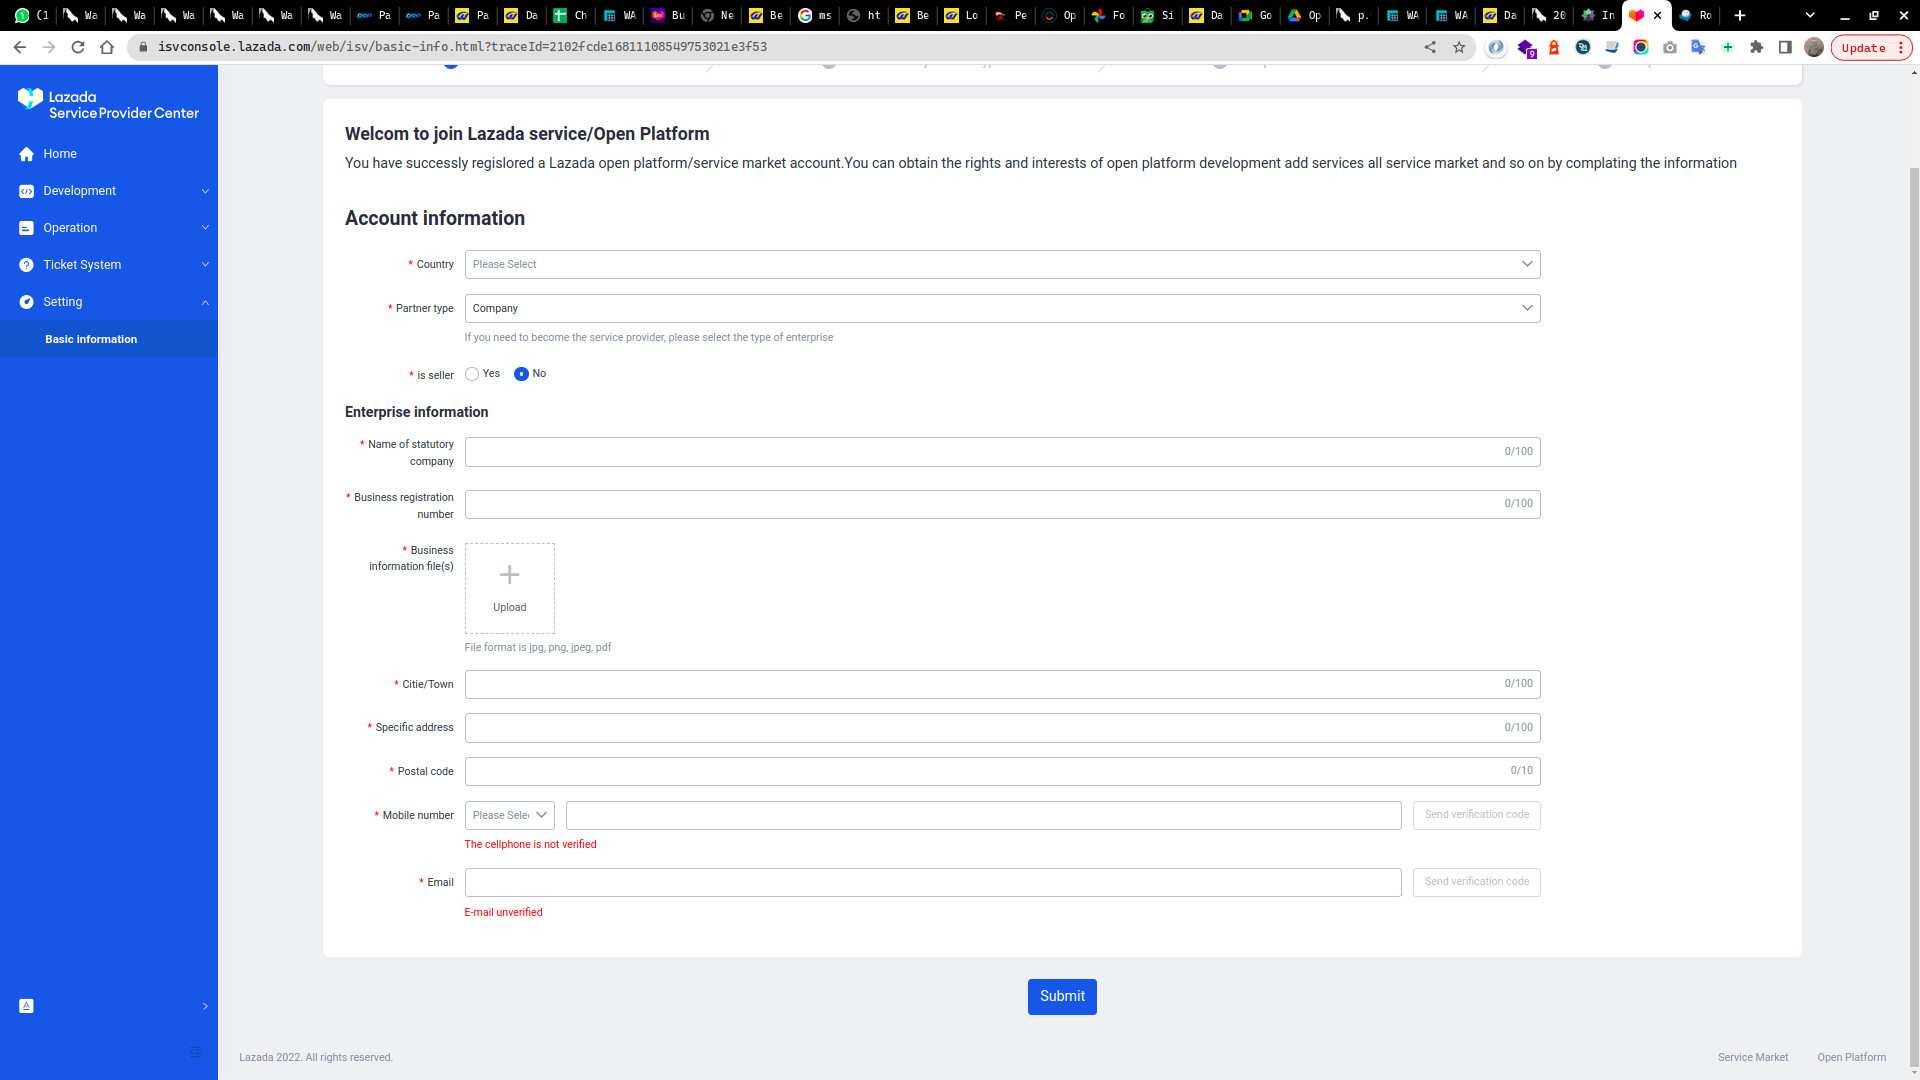 (1
Wa
Wa
Wa
Wa
Wa
Wa
Pa
Pa
Pa
Da
Ch
WA
Bu
Ne
Be
ms
ht
Be
Lo
Pe
Op
Fo
Si
Da
Go
Op
p.
WA
WA
Da
20
In
Ro
isvconsole.lazada.com/web/isv/basic-info.html?traceId=2102fcde16811108549753021e3f53
9
Update
Lazada
Service Provider Center
Home
Development
Operation
Ticket System
Setting
Basic information
Welcom to join Lazada service/Open Platform
You have successly regislored a Lazada open platform/service market account.You can obtain the rights and interests of open platform development add services all service market and so on by complating the information
Account information
* Country
Please Select
* Partner type
Company
If you need to become the service provider, please select the type of enterprise
* is seller
Yes
No
Enterprise information
* Name of statutory
company
0/100
* Business registration
number
0/100
* Business
information file(s)
Upload
File format is jpg, png, jpeg, pdf
* Citie/Town
0/100
* Specific address
0/100
* Postal code
0/10
* Mobile number
Please Selec
Send verification code
The cellphone is not verified
* Email
Send verification code
E-mail unverified
Submit
Lazada 2022. All rights reserved.
Service Market
Open Platform